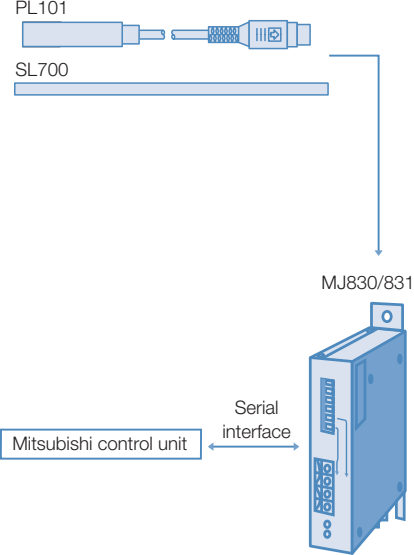 PL101
SL700
MJ830/831
Serial
interface
Mitsubishi control unit